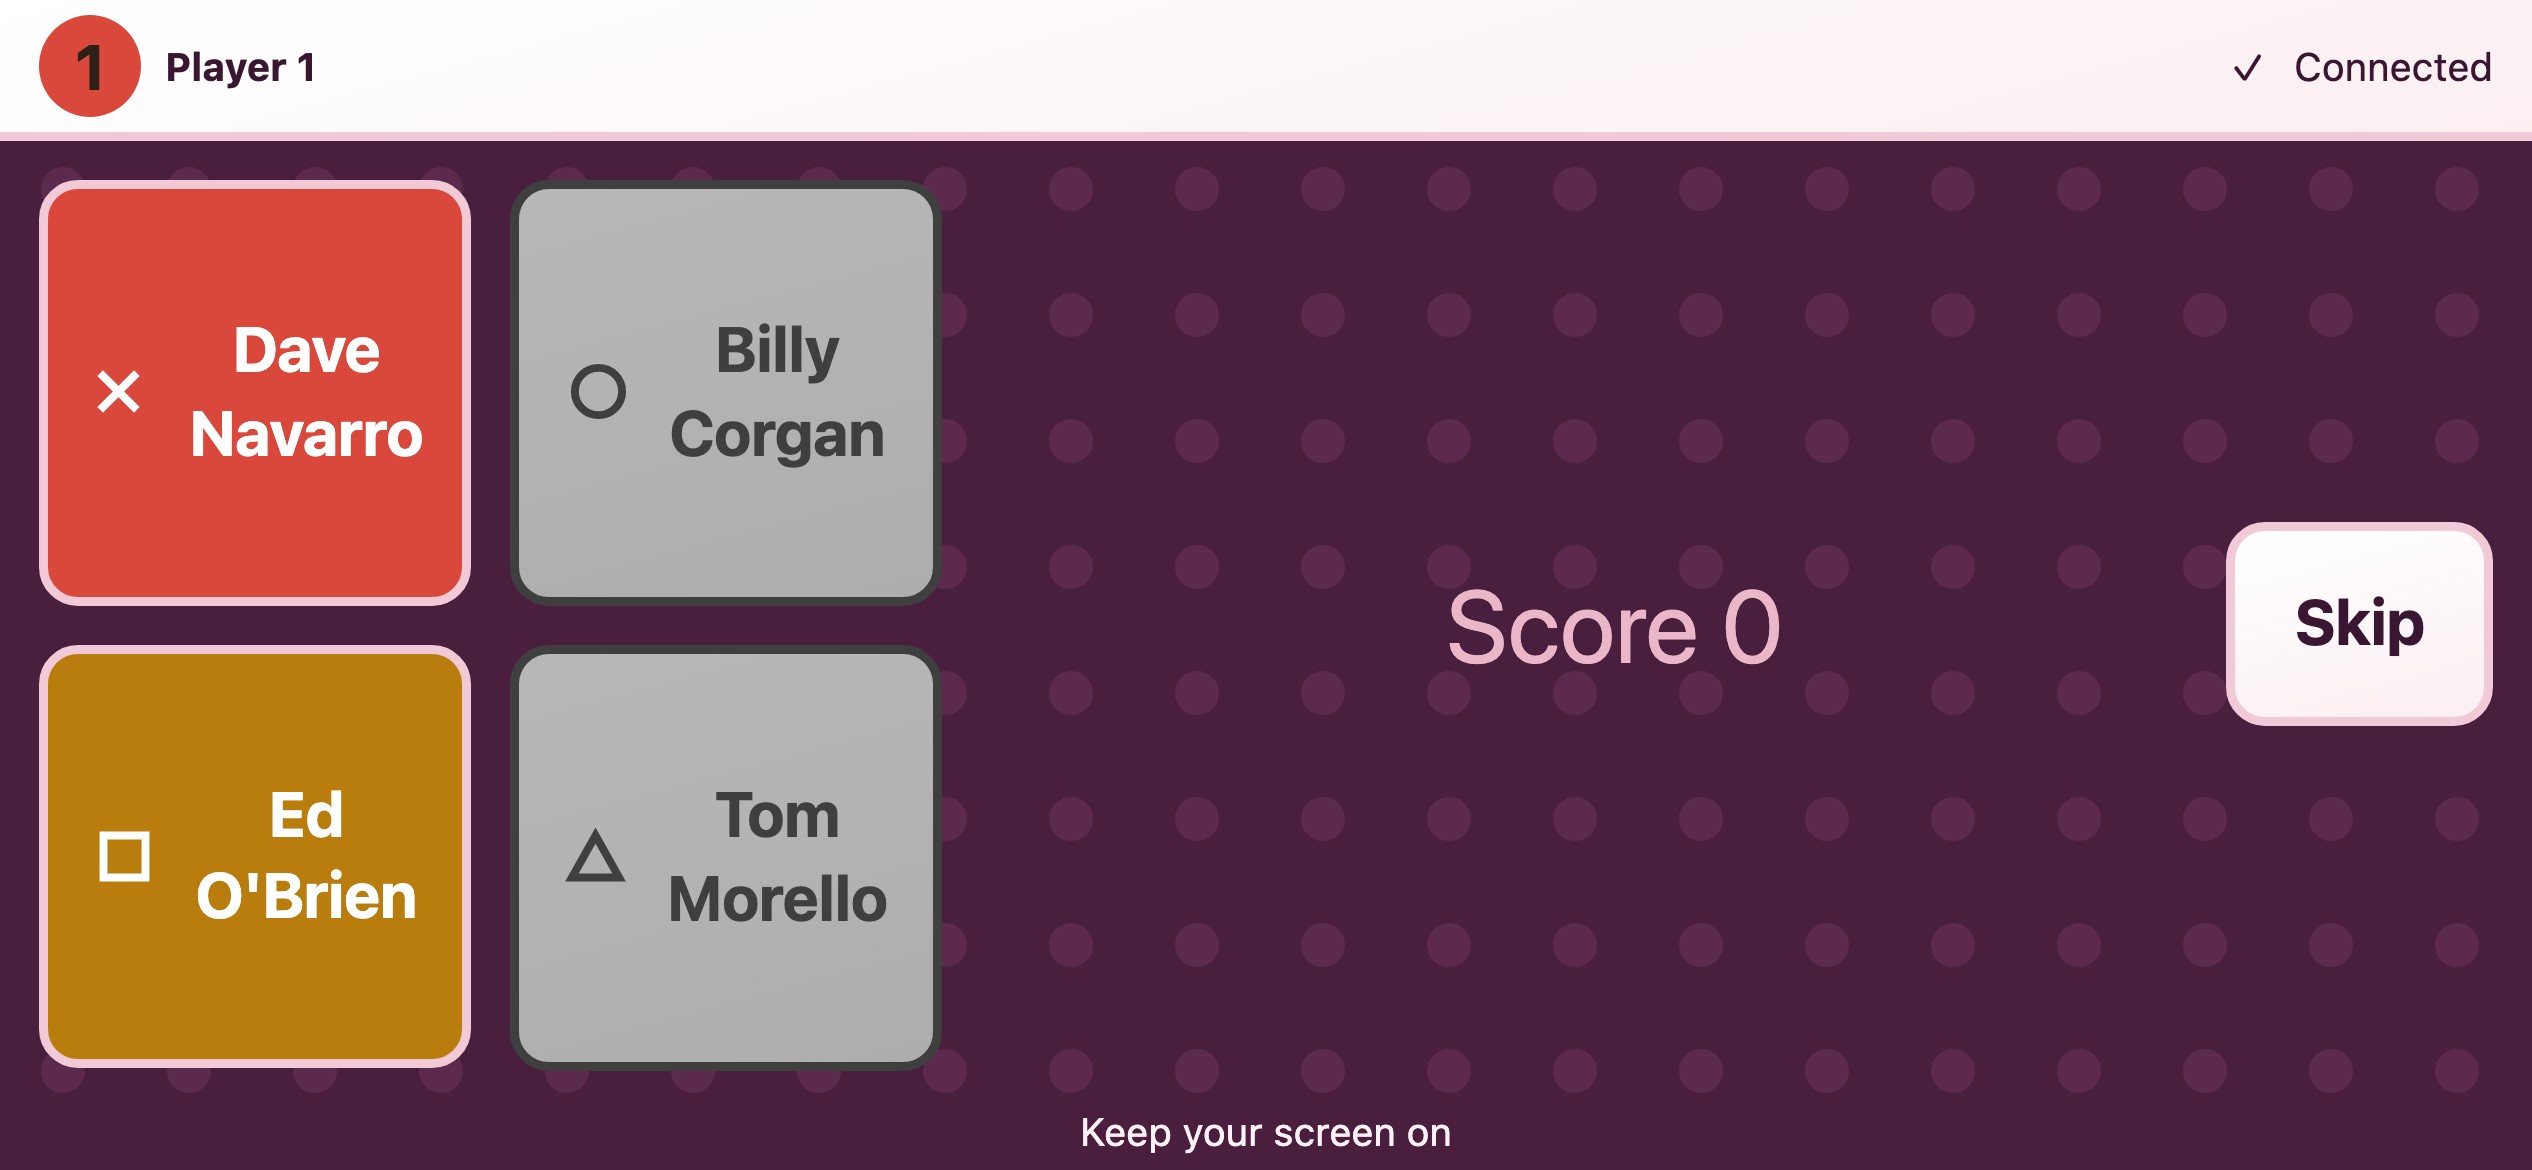 1 Player 1
Connected
Dave
Navarro
Billy
Corgan
Ed
O'Brien
Tom
Morello
Score 0
Skip
Keep your screen on